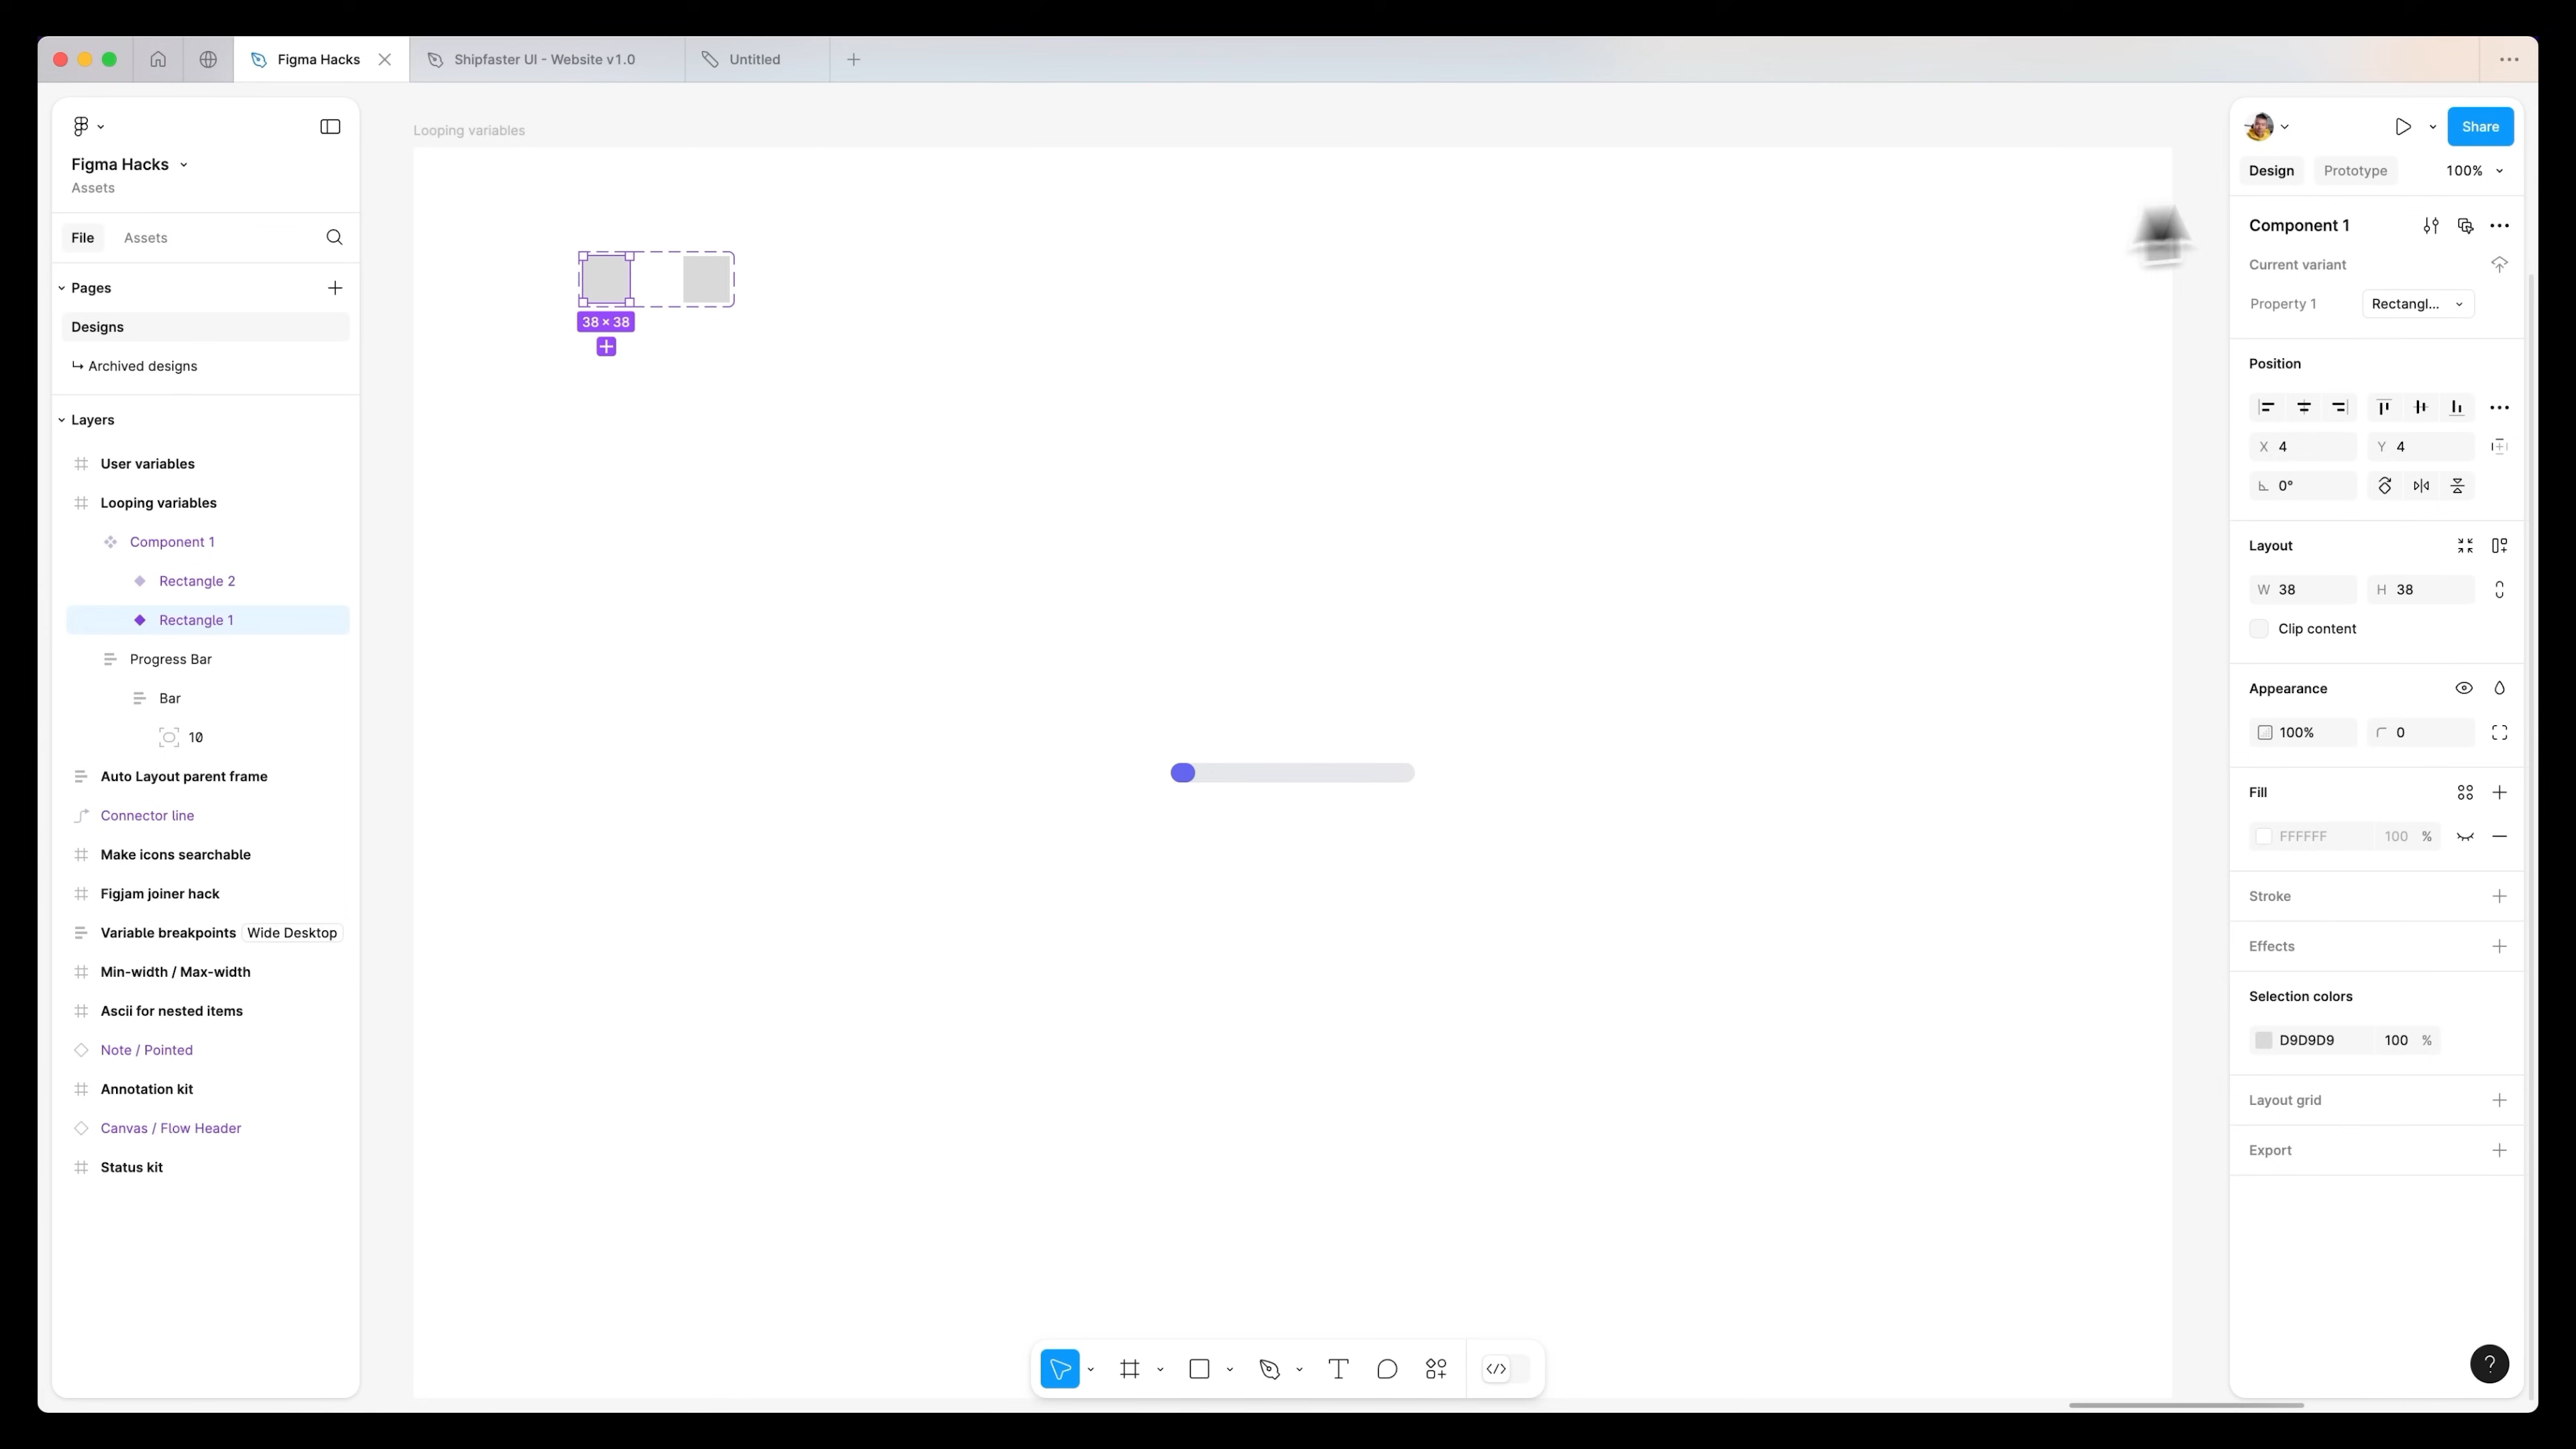 Figma Hacks
Shipfaster UI - Website v1.0
Untitled
Figma Hacks
Assets
File
Assets
Pages
Designs
Archived designs
Layers
User variables
Looping variables
Component 1
Rectangle 2
Rectangle 1
Progress Bar
Bar
10
Auto Layout parent frame
Connector line
Make icons searchable
Figjam joiner hack
Variable breakpoints Wide Desktop
Min-width / Max-width
Ascii for nested items
Note / Pointed
Annotation kit
Canvas / Flow Header
Status kit
Looping variables
38 × 38
Share
Design Prototype 100%
Component 1
Current variant
Property 1 Rectangl...
Position
X 4 Y 4
0°
Layout
W 38 H 38
Clip content
Appearance
100% 0
Fill
FFFFFF 100 %
Stroke
Effects
Selection colors
D9D9D9 100 %
Layout grid
Export
?